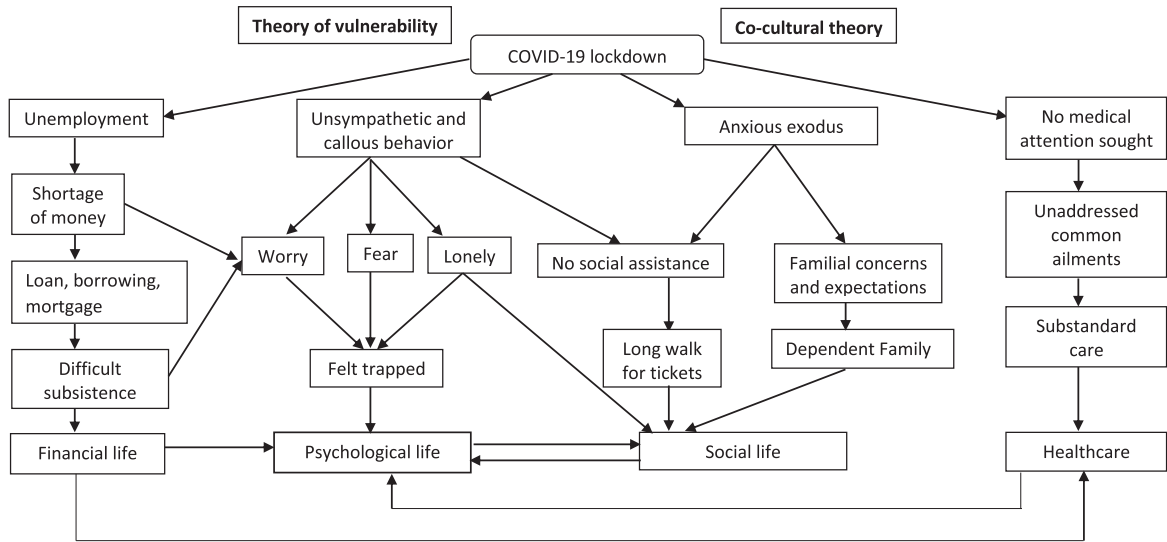 Theory of vulnerability
Co-cultural theory
COVID-19 lockdown
Unemployment
Unsympathetic and
callous behavior
Anxious exodus
No medical
attention sought
Shortage
of money
Unaddressed
common
ailments
Worry
Fear
Lonely
No social assistance
Familial concerns
and expectations
Loan, borrowing,
mortgage
Substandard
care
Difficult
subsistence
Felt trapped
Long walk
for tickets
Dependent Family
Financial life
Psychological life
Social life
Healthcare